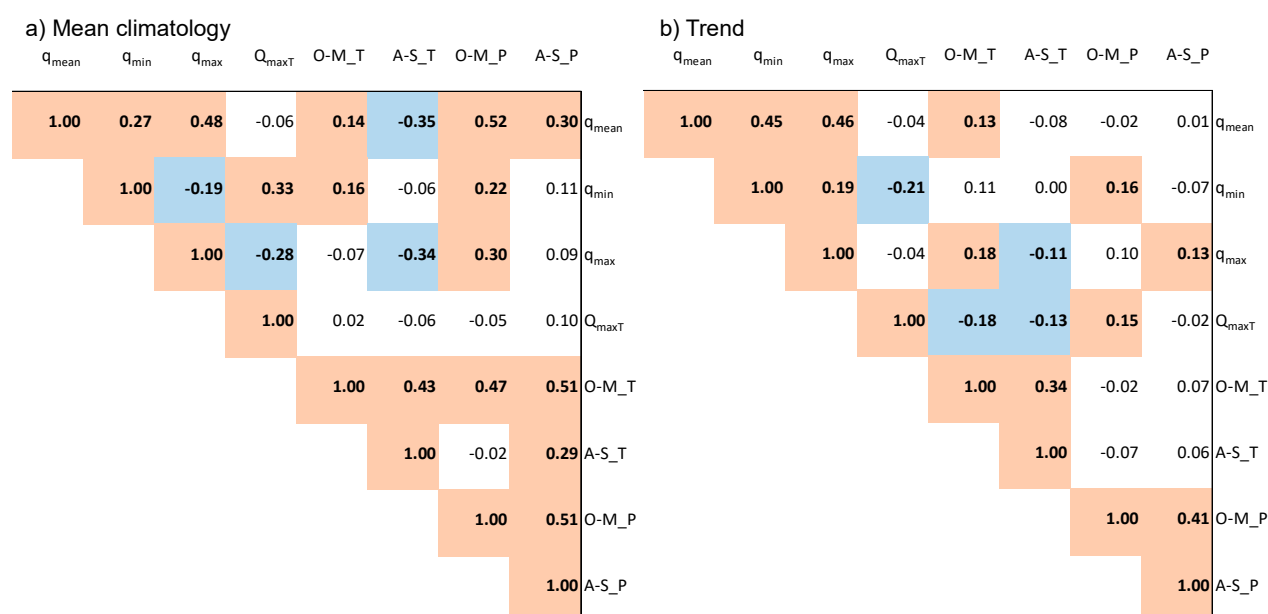 a) Mean climatology
q_mean q_min q_max Q_maxT O-M_T A-S_T O-M_P A-S_P
1.00 0.27 0.48 -0.06 0.14 -0.35 0.52 0.30 q_mean
1.00 -0.19 0.33 0.16 -0.06 0.22 0.11 q_min
1.00 -0.28 -0.07 -0.34 0.30 0.09 q_max
1.00 0.02 -0.06 -0.05 0.10 Q_maxT
1.00 0.43 0.47 0.51 O-M_T
1.00 -0.02 0.29 A-S_T
1.00 0.51 O-M_P
1.00 A-S_P
b) Trend
q_mean q_min q_max Q_maxT O-M_T A-S_T O-M_P A-S_P
1.00 0.45 0.46 -0.04 0.13 -0.08 -0.02 0.01 q_mean
1.00 0.19 -0.21 0.11 0.00 0.16 -0.07 q_min
1.00 -0.04 0.18 -0.11 0.10 0.13 q_max
1.00 -0.18 -0.13 0.15 -0.02 Q_maxT
1.00 0.34 -0.02 0.07 O-M_T
1.00 -0.07 0.06 A-S_T
1.00 0.41 O-M_P
1.00 A-S_P